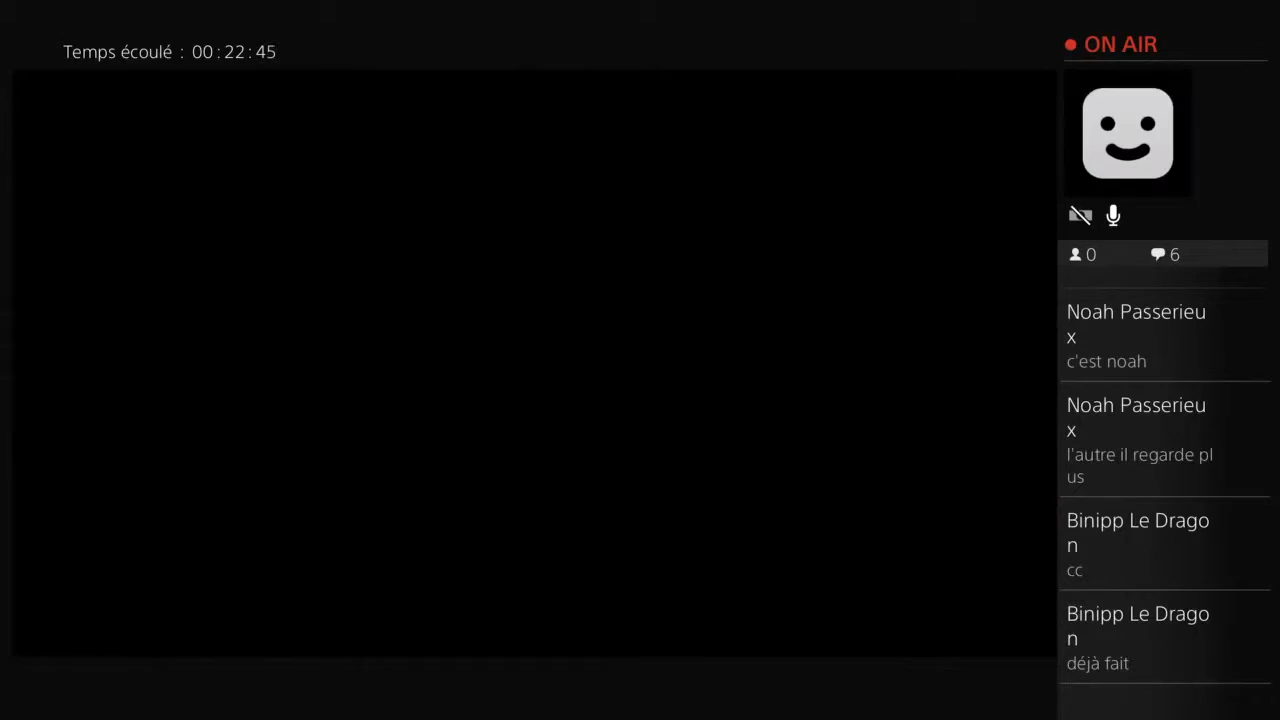 Temps écoulé : 00:22:45
ON AIR
0 6
Noah Passerieu
x
c'est noah
Noah Passerieu
x
l'autre il regarde pl
us
Binipp Le Drago
n
cc
Binipp Le Drago
n
déjà fait